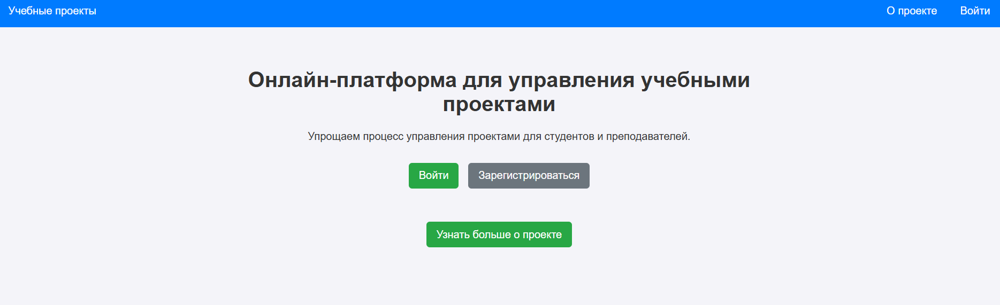 Учебные проекты
О проекте
Войти
Онлайн-платформа для управления учебными
проектами
Упрощаем процесс управления проектами для студентов и преподавателей.
Войти
Зарегистрироваться
Узнать больше о проекте